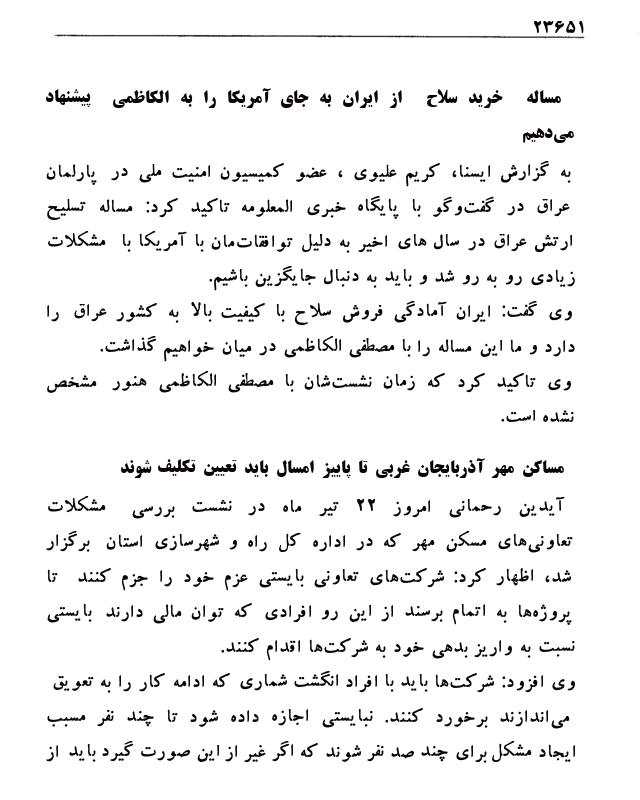 ۲۳۶۵۱
مساله خرید سلاح از ایران به جای آمریکا را به الکاظمی پیشنهاد
می‌دهیم
به گزارش ایسنا، کریم علیوی ، عضو کمیسیون امنیت ملی در پارلمان
عراق در گفت‌وگو با پایگاه خبری المعلومه تاکید کرد: مساله تسلیح
ارتش عراق در سال های اخیر به دلیل توافقات‌مان با آمریکا با مشکلات
زیادی رو به رو شد و باید به دنبال جایگزین باشیم.
وی گفت: ایران آمادگی فروش سلاح با کیفیت بالا به کشور عراق را
دارد و ما این مساله را با مصطفی الکاظمی در میان خواهیم گذاشت.
وی تاکید کرد که زمان نشست‌شان با مصطفی الکاظمی هنور مشخص
نشده است.
مساکن مهر آذربایجان غربی تا پاییز امسال باید تعیین تکلیف شوند
آیدین رحمانی امروز ۲۲ تیر ماه در نشست بررسی مشکلات
تعاونی‌های مسکن مهر که در اداره کل راه و شهرسازی استان برگزار
شد، اظهار کرد: شرکت‌های تعاونی بایستی عزم خود را جزم کنند تا
پروژه‌ها به اتمام برسند از این رو افرادی که توان مالی دارند بایستی
نسبت به واریز بدهی خود به شرکت‌ها اقدام کنند.
وی افزود: شرکت‌ها باید با افراد انگشت شماری که ادامه کار را به تعویق
می‌اندازند برخورد کنند. نبایستی اجازه داده شود تا چند نفر مسبب
ایجاد مشکل برای چند صد نفر شوند که اگر غیر از این صورت گیرد باید از